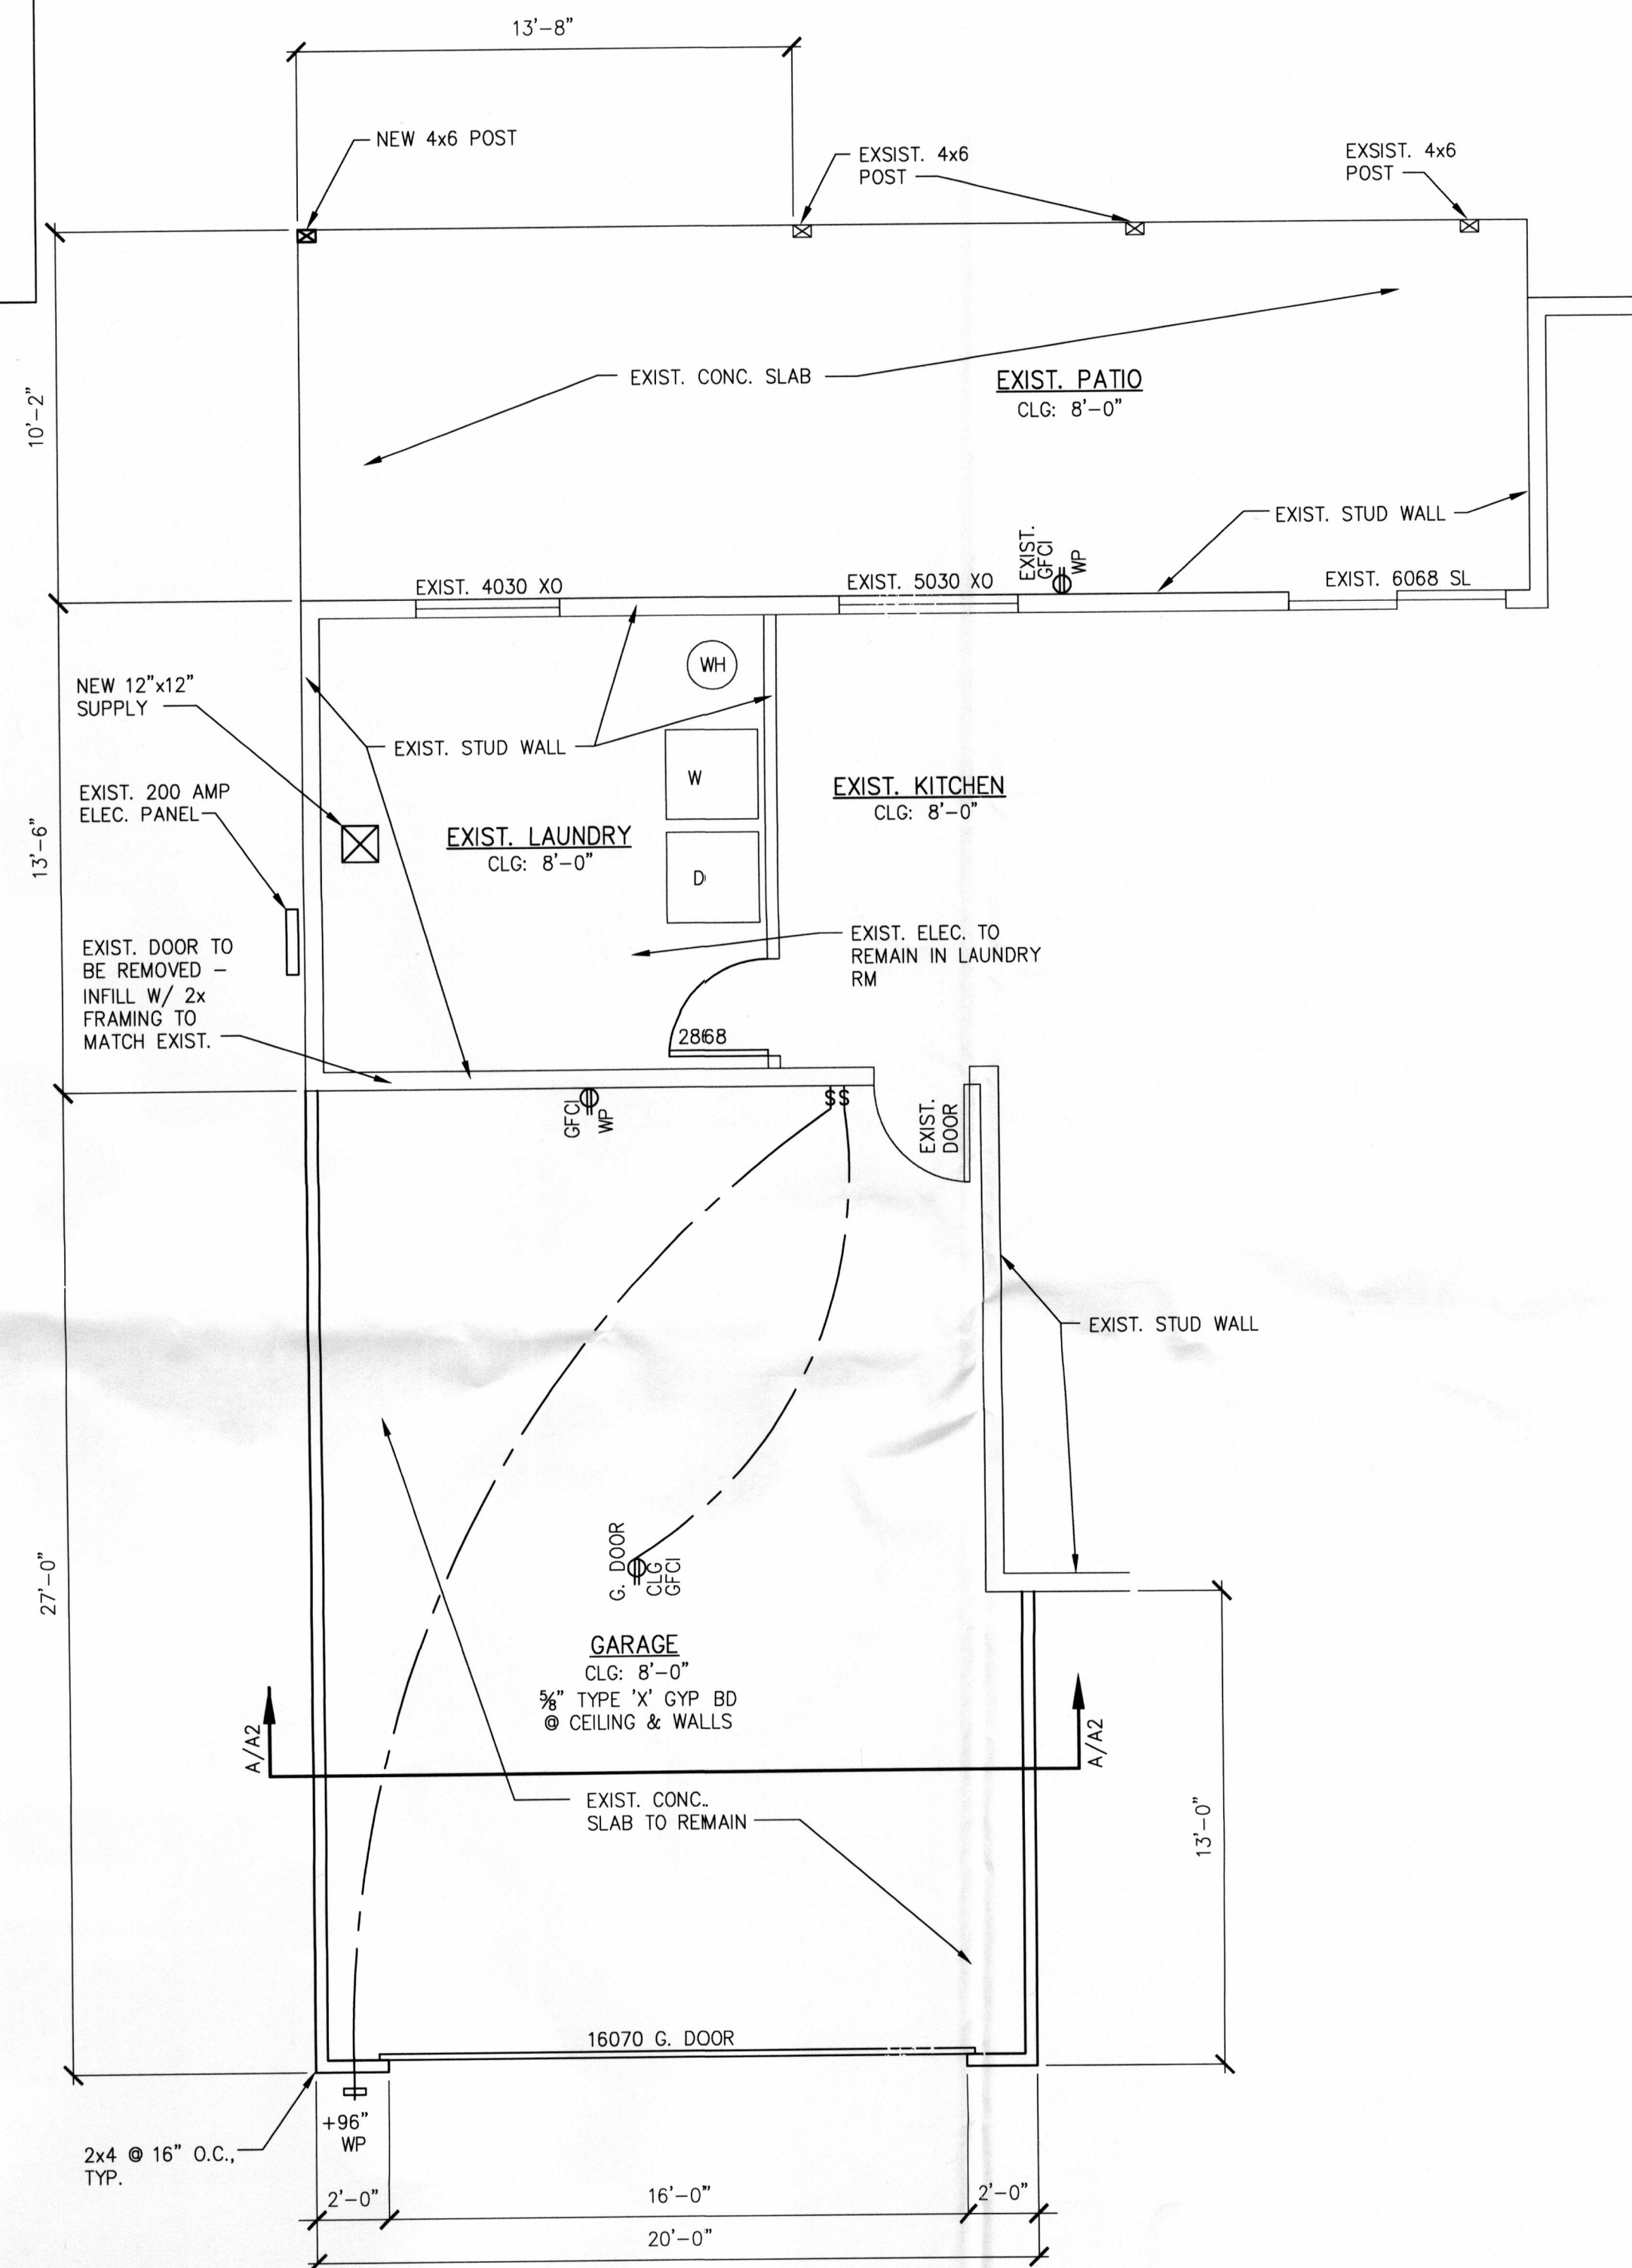 13'-8"
NEW 4x6 POST
EXSIST. 4x6
POST
EXSIST. 4x6
POST
10'-2"
EXIST. CONC. SLAB
EXIST. PATIO
CLG: 8'-0"
EXIST. STUD WALL
EXIST.
GFCI
WP
EXIST. 4030 XO
EXIST. 5030 XO
EXIST. 6068 SL
WH
NEW 12"x12"
SUPPLY
EXIST. STUD WALL
W
EXIST. 200 AMP
ELEC. PANEL
EXIST. KITCHEN
CLG: 8'-0"
13'-6"
EXIST. LAUNDRY
CLG: 8'-0"
D
EXIST. DOOR TO
BE REMOVED –
INFILL W/ 2x
FRAMING TO
MATCH EXIST.
EXIST. ELEC. TO
REMAIN IN LAUNDRY
RM
2868
GFCI
WP
$$
EXIST.
DOOR
EXIST. STUD WALL
27'-0"
G. DOOR
CLG
GFCI
GARAGE
CLG: 8'-0"
⅝" TYPE 'X' GYP BD
@ CEILING & WALLS
A/A2
A/A2
EXIST. CONC..
SLAB TO REMAIN
13'-0"
16070 G. DOOR
+96"
WP
2x4 @ 16" O.C.,
TYP.
2'-0"
16'-0"
2'-0"
20'-0"